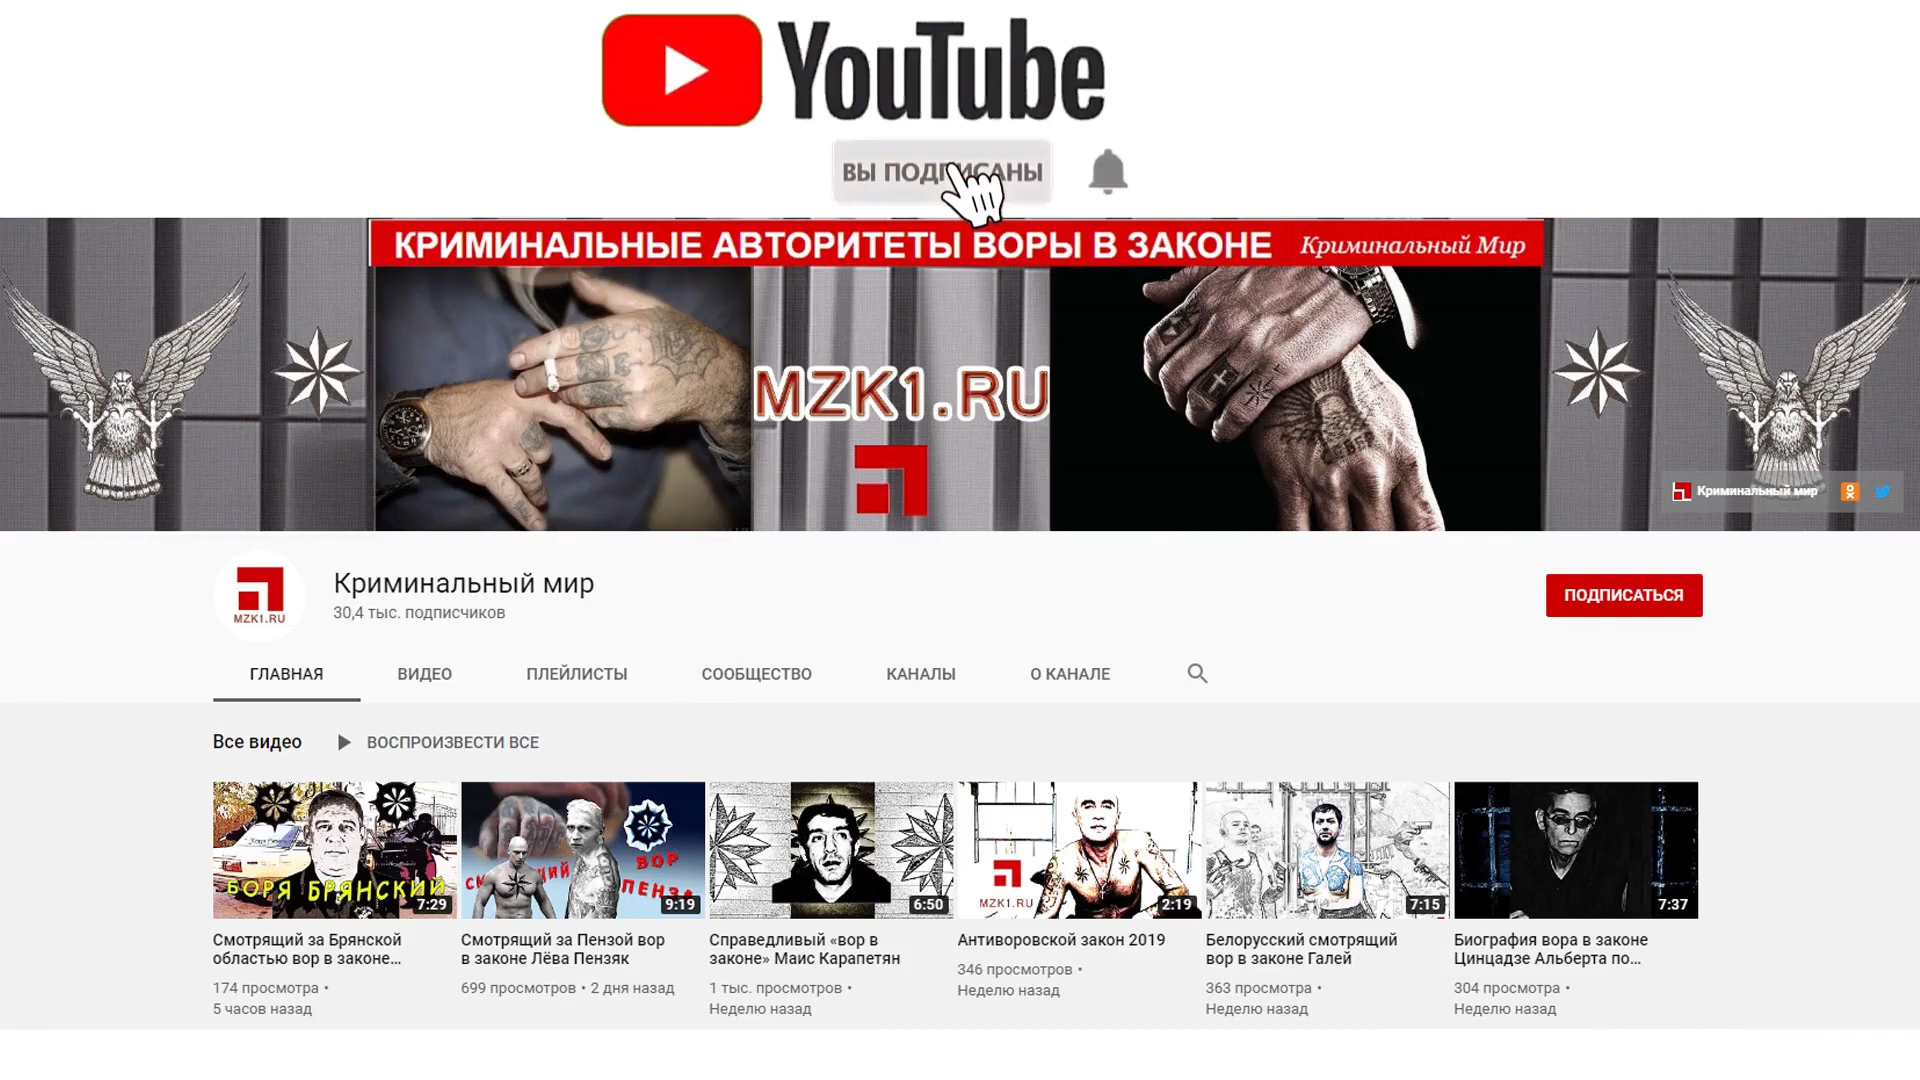 YouTube
ВЫ ПОДПИСАНЫ
КРИМИНАЛЬНЫЕ АВТОРИТЕТЫ ВОРЫ В ЗАКОНЕ Криминальный Мир
MZK1.RU
СЕВЕР
Криминальный мир
MZK1.RU
Криминальный мир
30,4 тыс. подписчиков
ПОДПИСАТЬСЯ
ГЛАВНАЯ ВИДЕО ПЛЕЙЛИСТЫ СООБЩЕСТВО КАНАЛЫ О КАНАЛЕ
Все видео ВОСПРОИЗВЕСТИ ВСЕ
БОРЯ БРЯНСКИЙ
7:29
ВОР
ПЕНЗА
9:19
6:50
MZK1.RU
2:19
7:15
7:37
Смотрящий за Брянской
областью вор в законе...
174 просмотра •
5 часов назад
Смотрящий за Пензой вор
в законе Лёва Пензяк
699 просмотров • 2 дня назад
Справедливый «вор в
законе» Маис Карапетян
1 тыс. просмотров •
Неделю назад
Антиворовской закон 2019
346 просмотров •
Неделю назад
Белорусский смотрящий
вор в законе Галей
363 просмотра •
Неделю назад
Биография вора в законе
Цинцадзе Альберта по...
304 просмотра •
Неделю назад